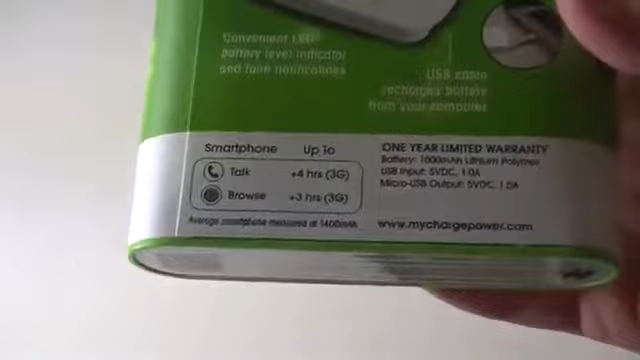 Convenient LED
battery level indicator
and tune notifications
USB cable
recharges battery
from your computer
Smartphone Up To
Talk +4 hrs (3G)
Browse +3 hrs (3G)
Average smartphone measured at 1400mAh
ONE YEAR LIMITED WARRANTY
Battery: 1000mAh Lithium Polymer
USB Input: 5VDC, 1.0A
Micro-USB Output: 5VDC, 1.0A
www.mychargepower.com